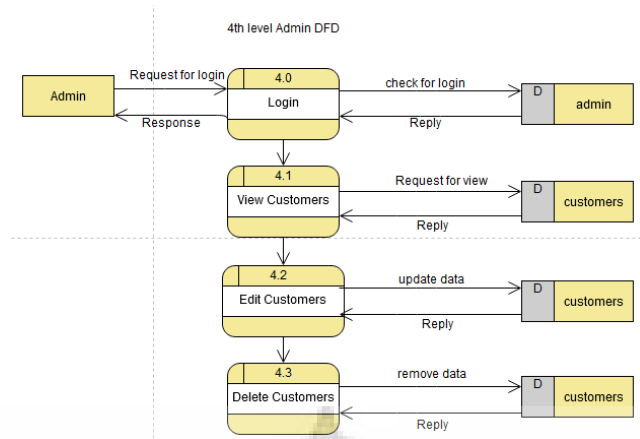 4th level Admin DFD
Admin
Request for login
Response
4.0
Login
check for login
Reply
D
admin
4.1
View Customers
Request for view
Reply
D
customers
4.2
Edit Customers
update data
Reply
D
customers
4.3
Delete Customers
remove data
Reply
D
customers